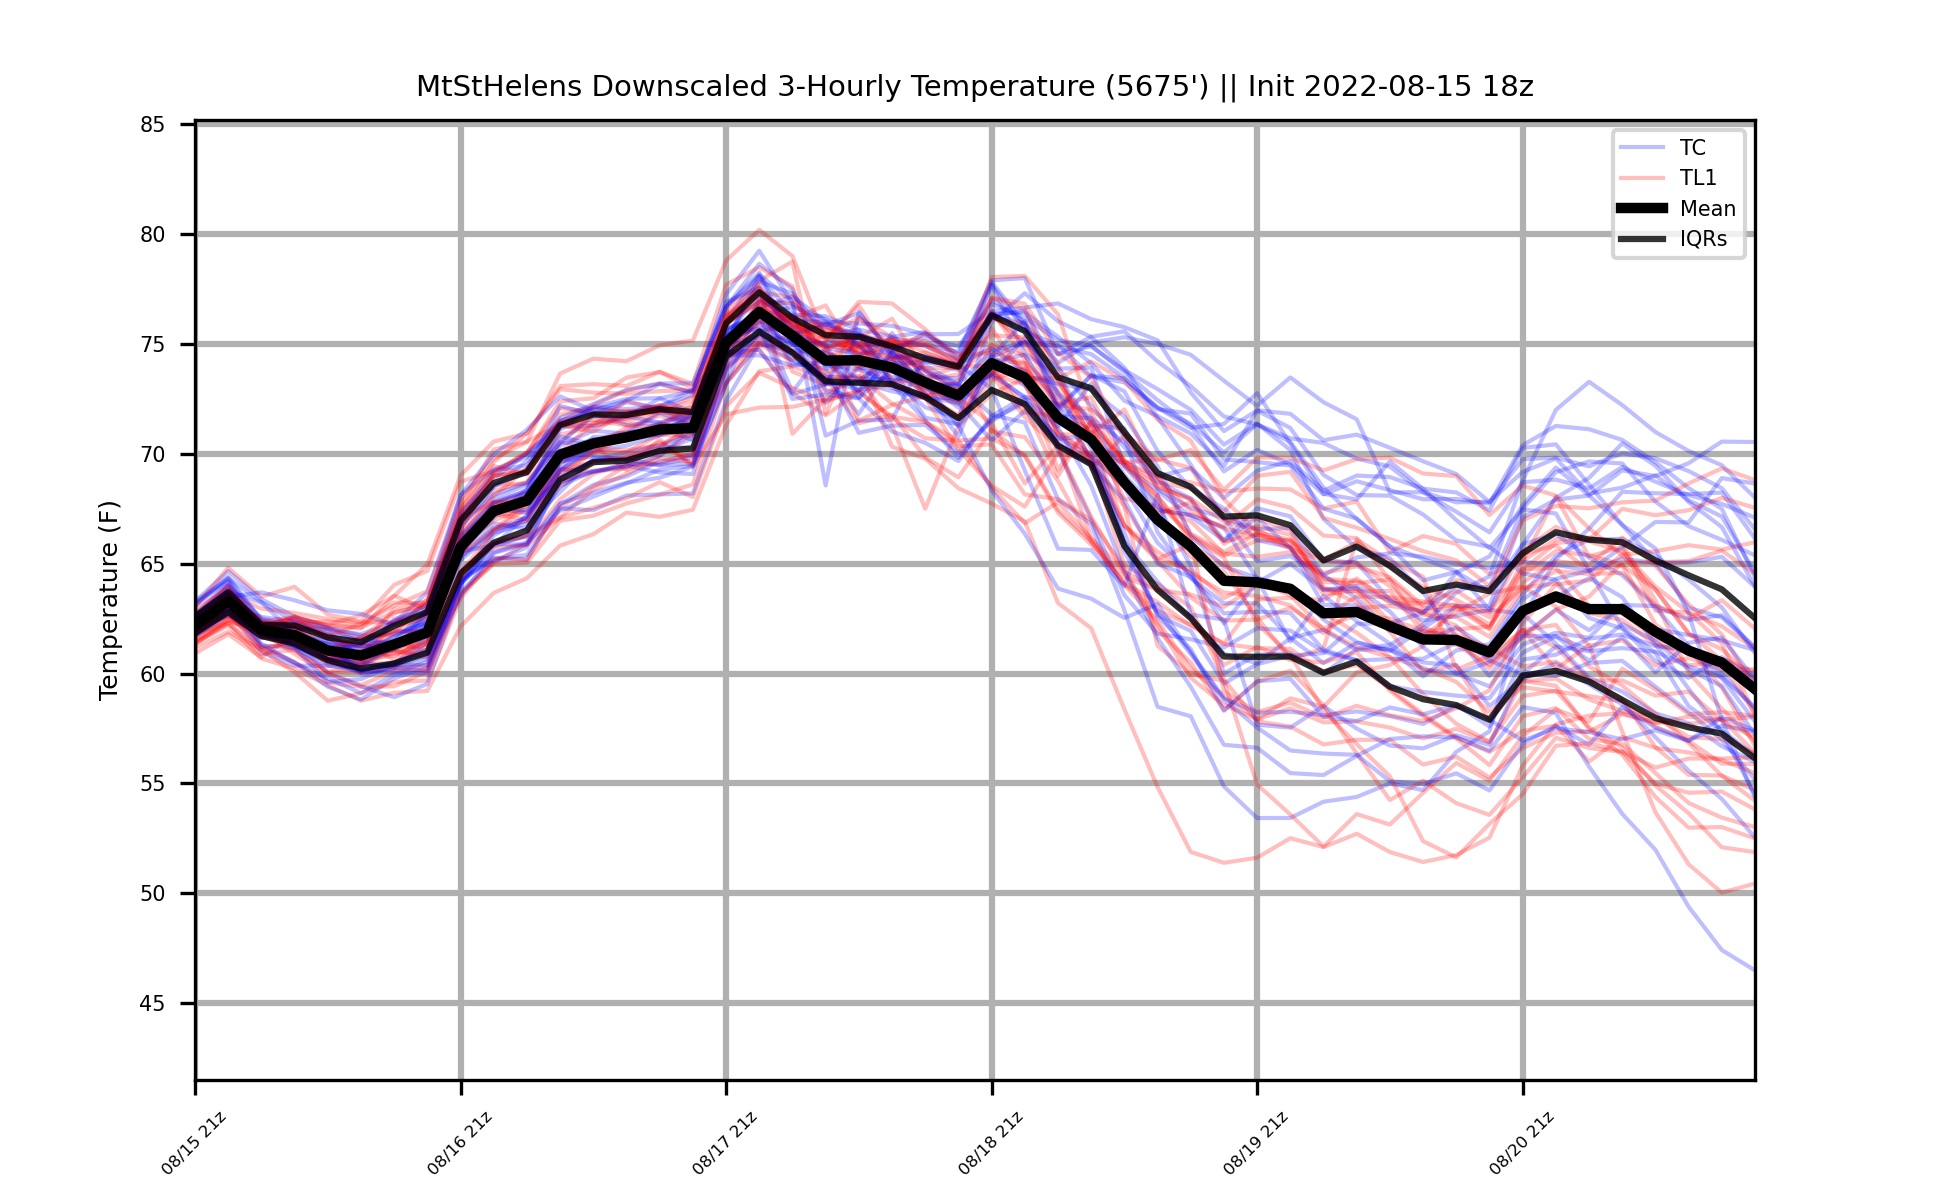 MtStHelens Downscaled 3-Hourly Temperature (5675') || Init 2022-08-15 18z
TC
TL1
Mean
IQRs
Temperature (F)
85
80
75
70
65
60
55
50
45
08/15 21z
08/16 21z
08/17 21z
08/18 21z
08/19 21z
08/20 21z